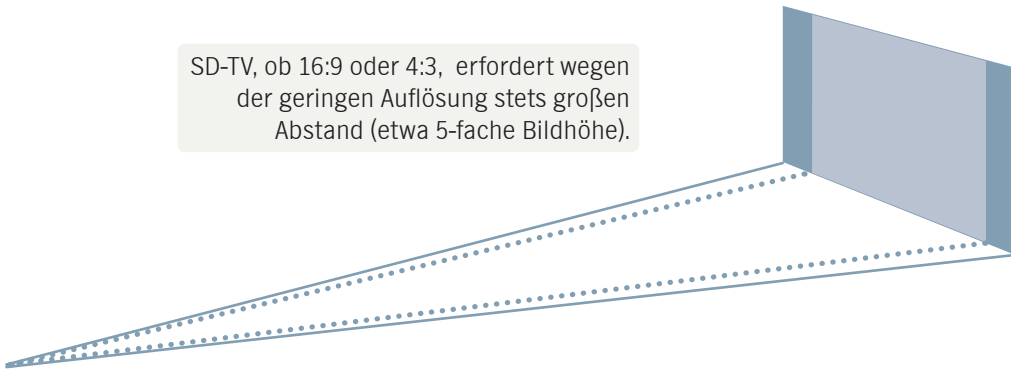 SD-TV, ob 16:9 oder 4:3, erfordert wegen
der geringen Auflösung stets großen
Abstand (etwa 5-fache Bildhöhe).